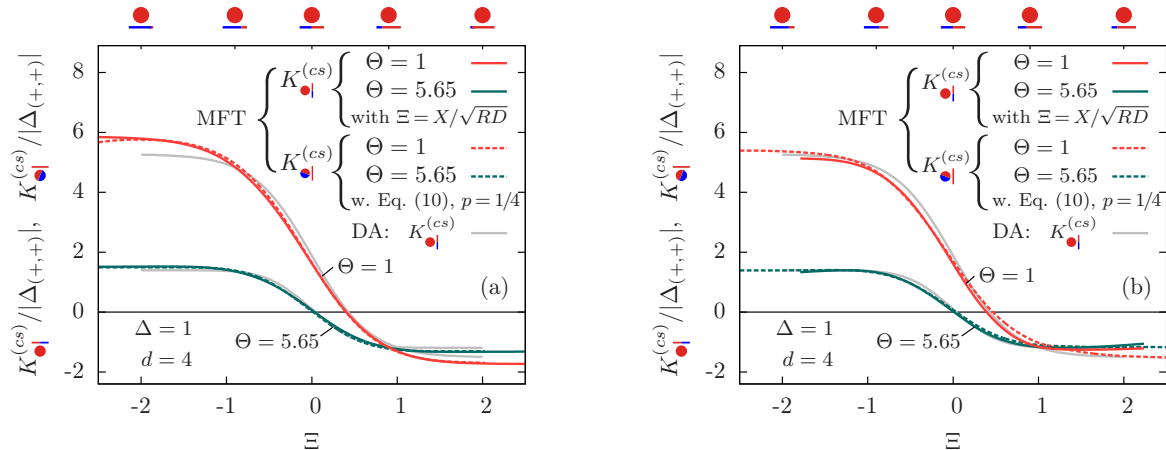 8
6
4
2
0
-2
-2
-1
0
1
2
Ξ
K^{(cs)}/|Δ_{(+,+)}|, K^{(cs)}/|Δ_{(+,+)}|
MFT
K^{(cs)}
Θ = 1
Θ = 5.65
with Ξ = X/√RD
K^{(cs)}
Θ = 1
Θ = 5.65
w. Eq. (10), p = 1/4
DA: K^{(cs)}
Θ = 1
(a)
Δ = 1
d = 4
Θ = 5.65
8
6
4
2
0
-2
-2
-1
0
1
2
Ξ
K^{(cs)}/|Δ_{(+,+)}|, K^{(cs)}/|Δ_{(+,+)}|
MFT
K^{(cs)}
Θ = 1
Θ = 5.65
with Ξ = X/√RD
K^{(cs)}
Θ = 1
Θ = 5.65
w. Eq. (10), p = 1/4
DA: K^{(cs)}
Θ = 1
(b)
Δ = 1
d = 4
Θ = 5.65